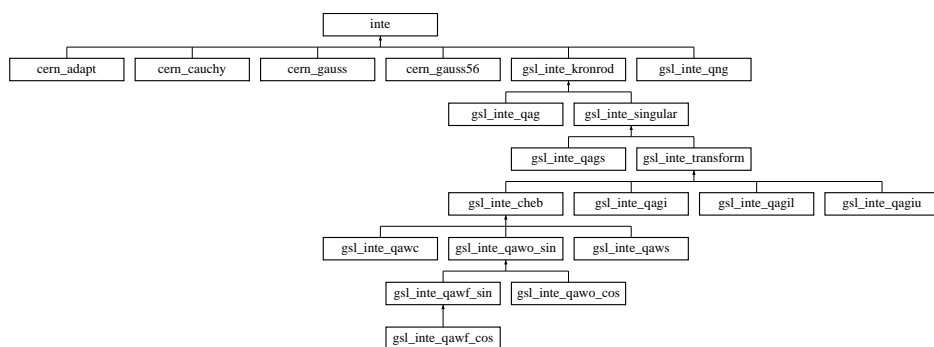 inte
cern_adapt cern_cauchy cern_gauss cern_gauss56 gsl_inte_kronrod gsl_inte_qng
gsl_inte_qag gsl_inte_singular
gsl_inte_qags gsl_inte_transform
gsl_inte_cheb gsl_inte_qagi gsl_inte_qagil gsl_inte_qagiu
gsl_inte_qawc gsl_inte_qawo_sin gsl_inte_qaws
gsl_inte_qawf_sin gsl_inte_qawo_cos
gsl_inte_qawf_cos